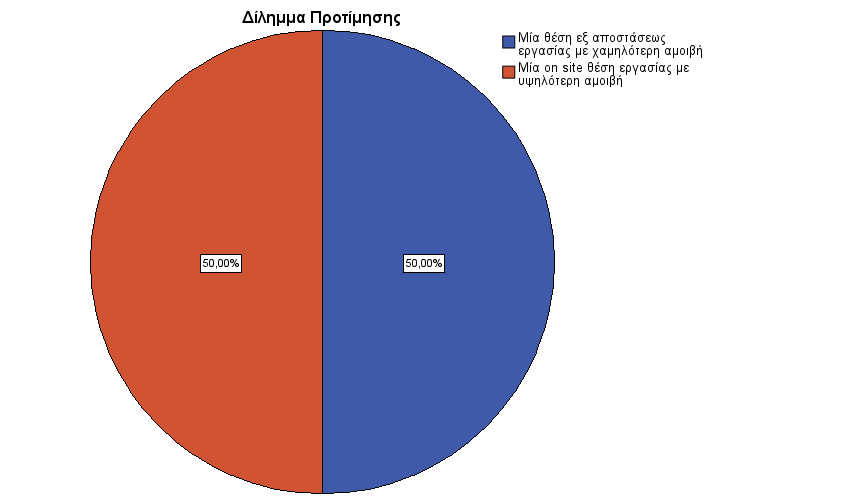 Δίλημμα Προτίμησης
Μία θέση εξ αποστάσεως
εργασίας με χαμηλότερη αμοιβή
Μία on site θέση εργασίας με
υψηλότερη αμοιβή
50,00%
50,00%